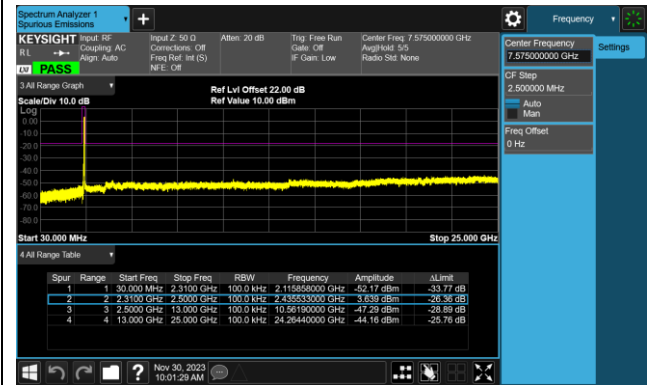 Spectrum Analyzer 1
Spurious Emissions
Frequency
KEYSIGHT
RL
PASS
Input: RF
Coupling: AC
Align: Auto
Input Z: 50 Ω
Corrections: Off
Freq Ref: Int (S)
NFE: Off
Atten: 20 dB
Trig: Free Run
Gate: Off
IF Gain: Low
Center Freq: 7.575000000 GHz
Avg|Hold: 5/5
Radio Std: None
Center Frequency
7.575000000 GHz
Settings
CF Step
2.500000 MHz
Auto
Man
Freq Offset
0 Hz
3 All Range Graph
Scale/Div 10.0 dB
Ref Lvl Offset 22.00 dB
Ref Value 10.00 dBm
Log
0.00
-10.0
-20.0
-30.0
-40.0
-50.0
-60.0
-70.0
-80.0
Start 30.000 MHz
Stop 25.000 GHz
4 All Range Table
Spur Range Start Freq Stop Freq RBW Frequency Amplitude ΔLimit
1 1 30.000 MHz 2.3100 GHz 100.0 kHz 2.115858000 GHz -52.17 dBm -33.77 dB
2 2 2.3100 GHz 2.5000 GHz 100.0 kHz 2.435533000 GHz 3.639 dBm -26.36 dB
3 3 2.5000 GHz 13.000 GHz 100.0 kHz 10.56190000 GHz -47.29 dBm -28.89 dB
4 4 13.000 GHz 25.000 GHz 100.0 kHz 24.26440000 GHz -44.16 dBm -25.76 dB
Nov 30, 2023
10:01:29 AM